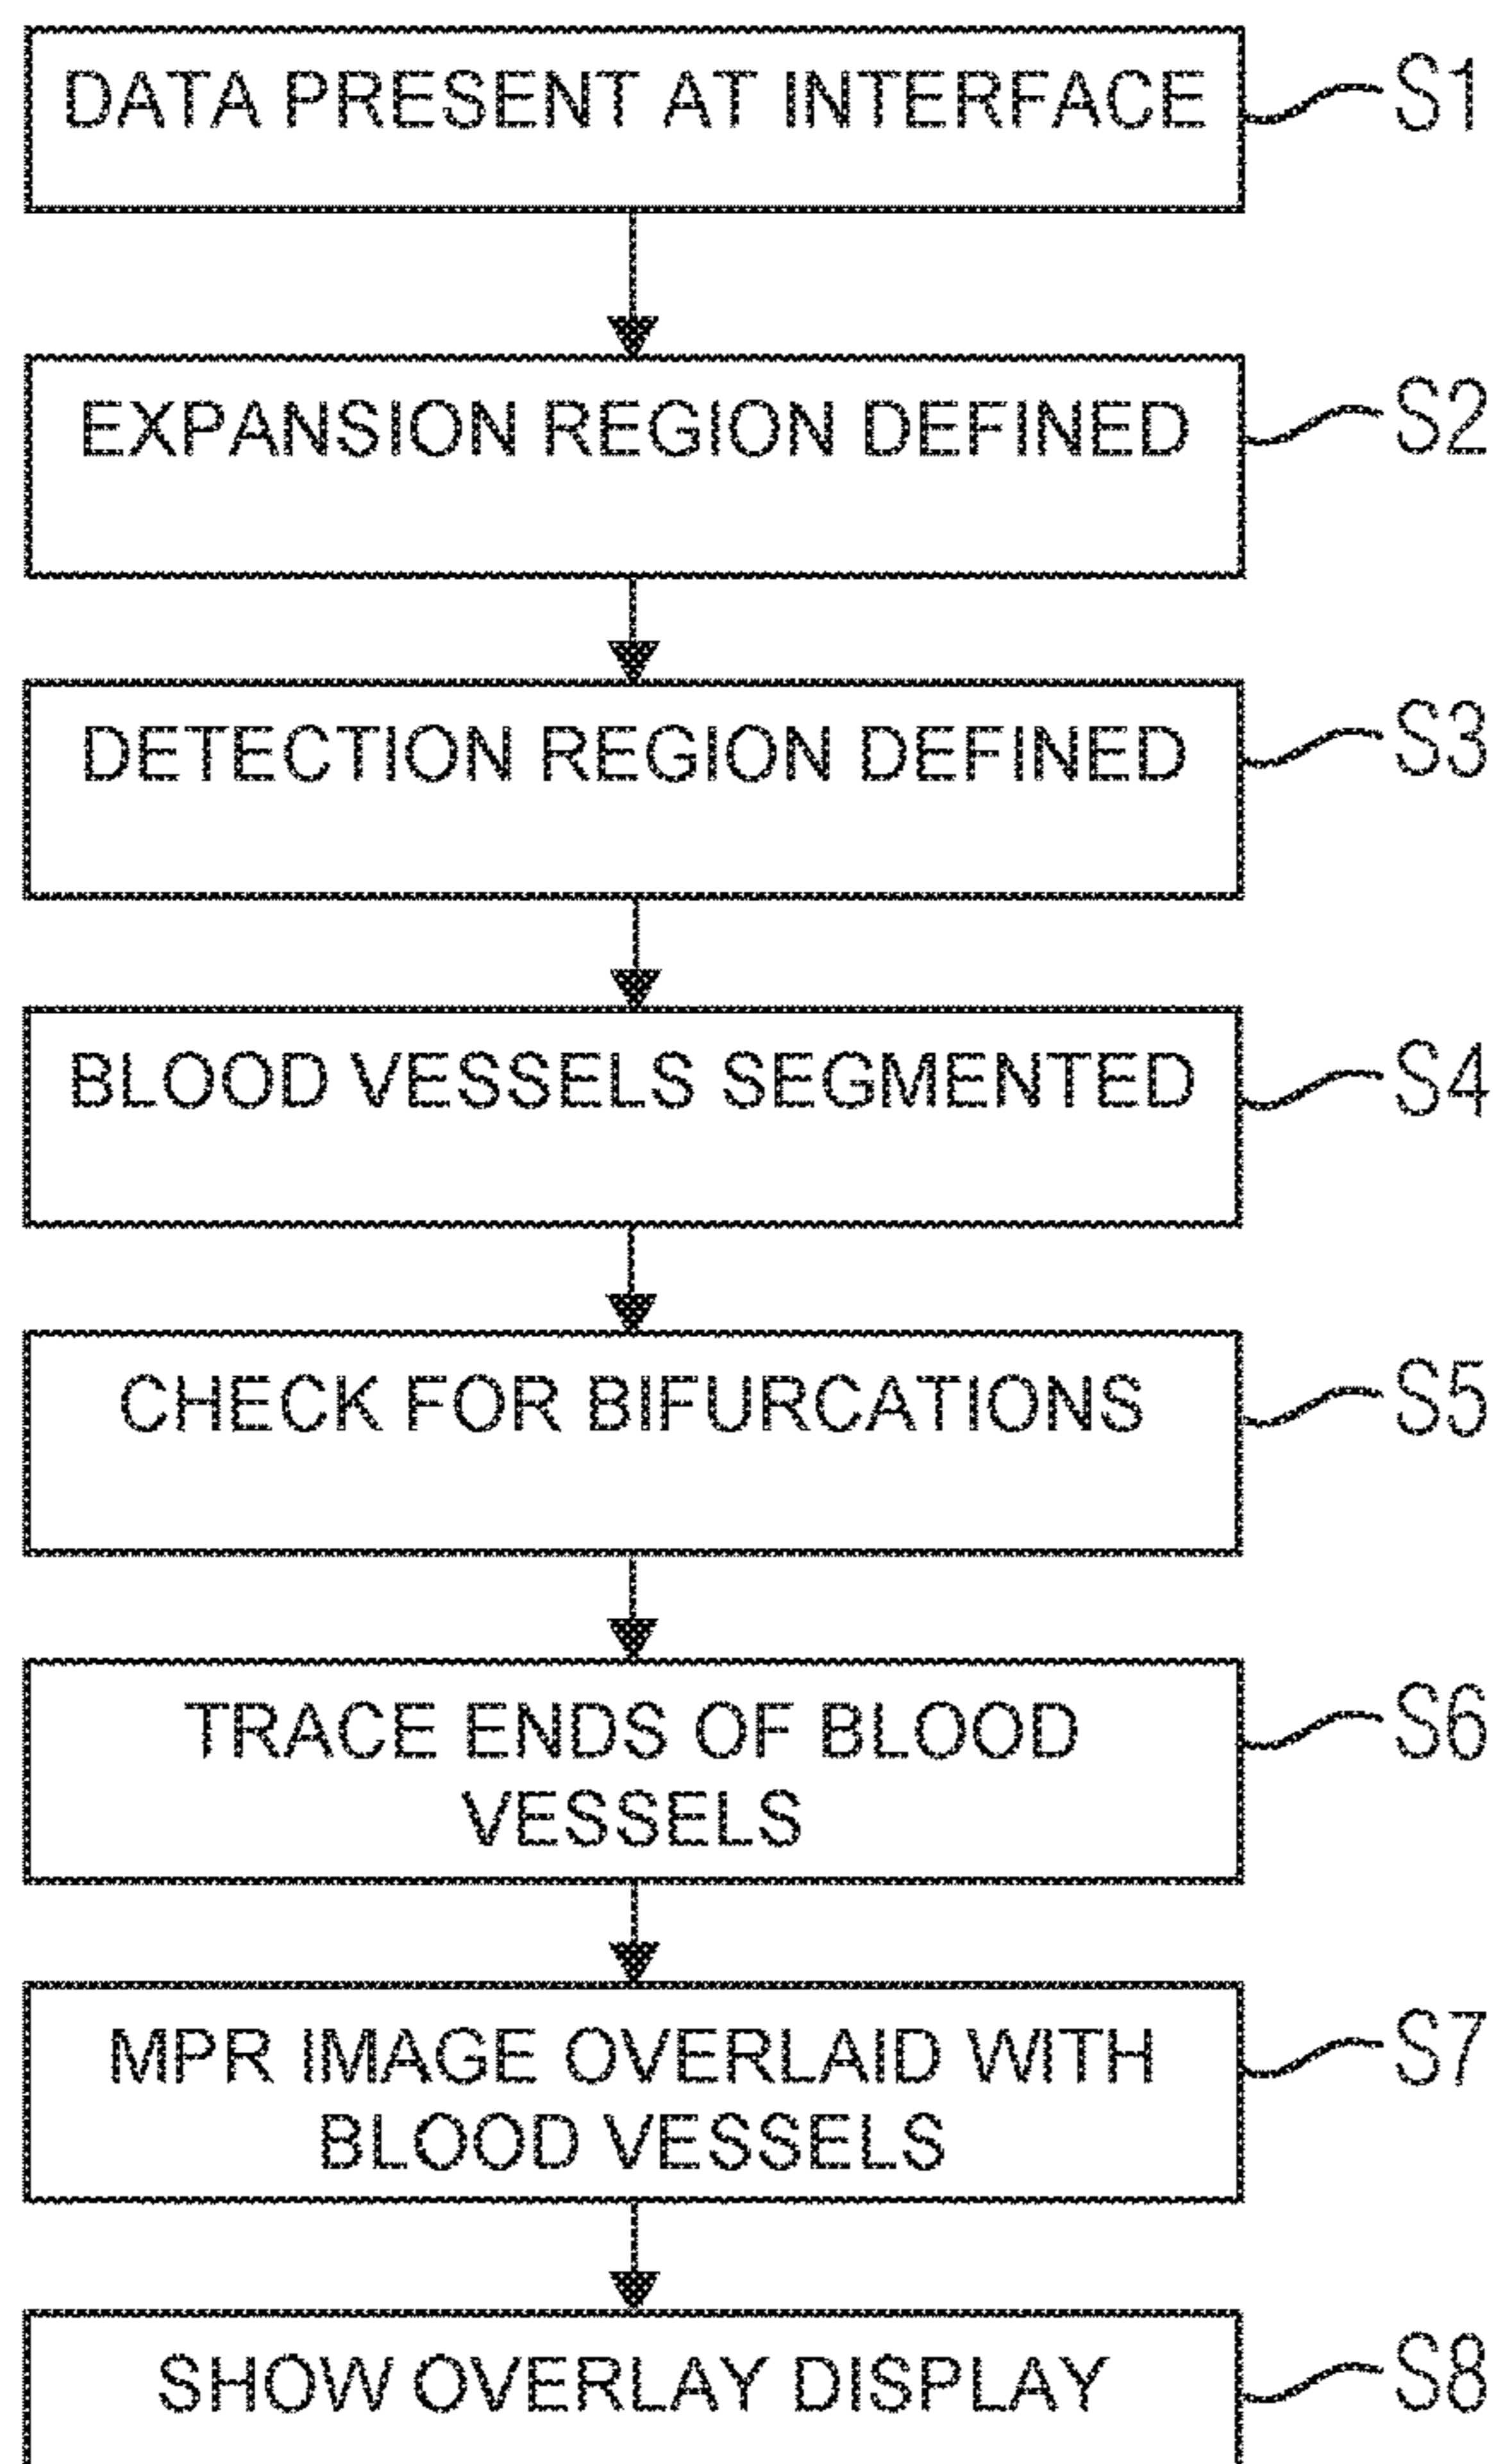 DATA PRESENT AT INTERFACE S1
EXPANSION REGION DEFINED S2
DETECTION REGION DEFINED S3
BLOOD VESSELS SEGMENTED S4
CHECK FOR BIFURCATIONS S5
TRACE ENDS OF BLOOD S6
VESSELS
MPR IMAGE OVERLAID WITH S7
BLOOD VESSELS
SHOW OVERLAY DISPLAY S8